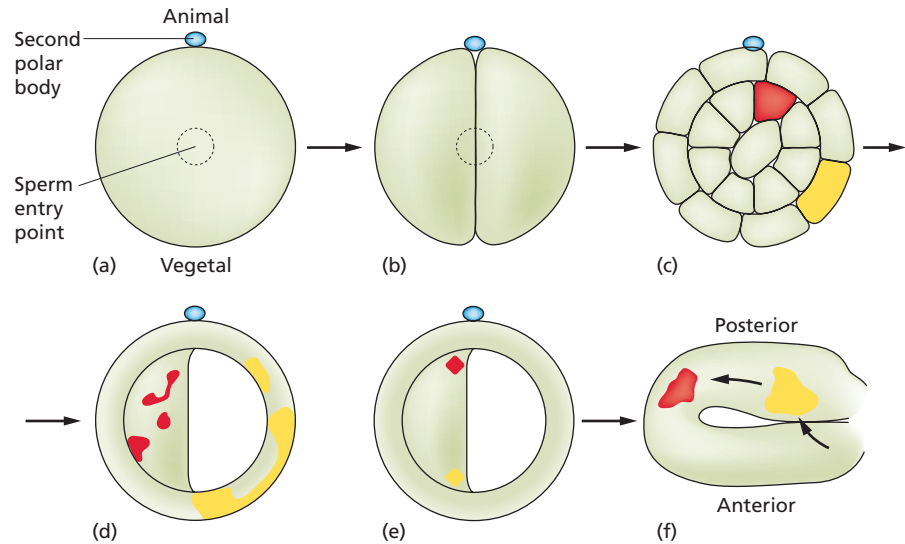 Animal
Second
polar
body
Sperm
entry
point
(a)
Vegetal
(b)
(c)
Posterior
Anterior
(d)
(e)
(f)